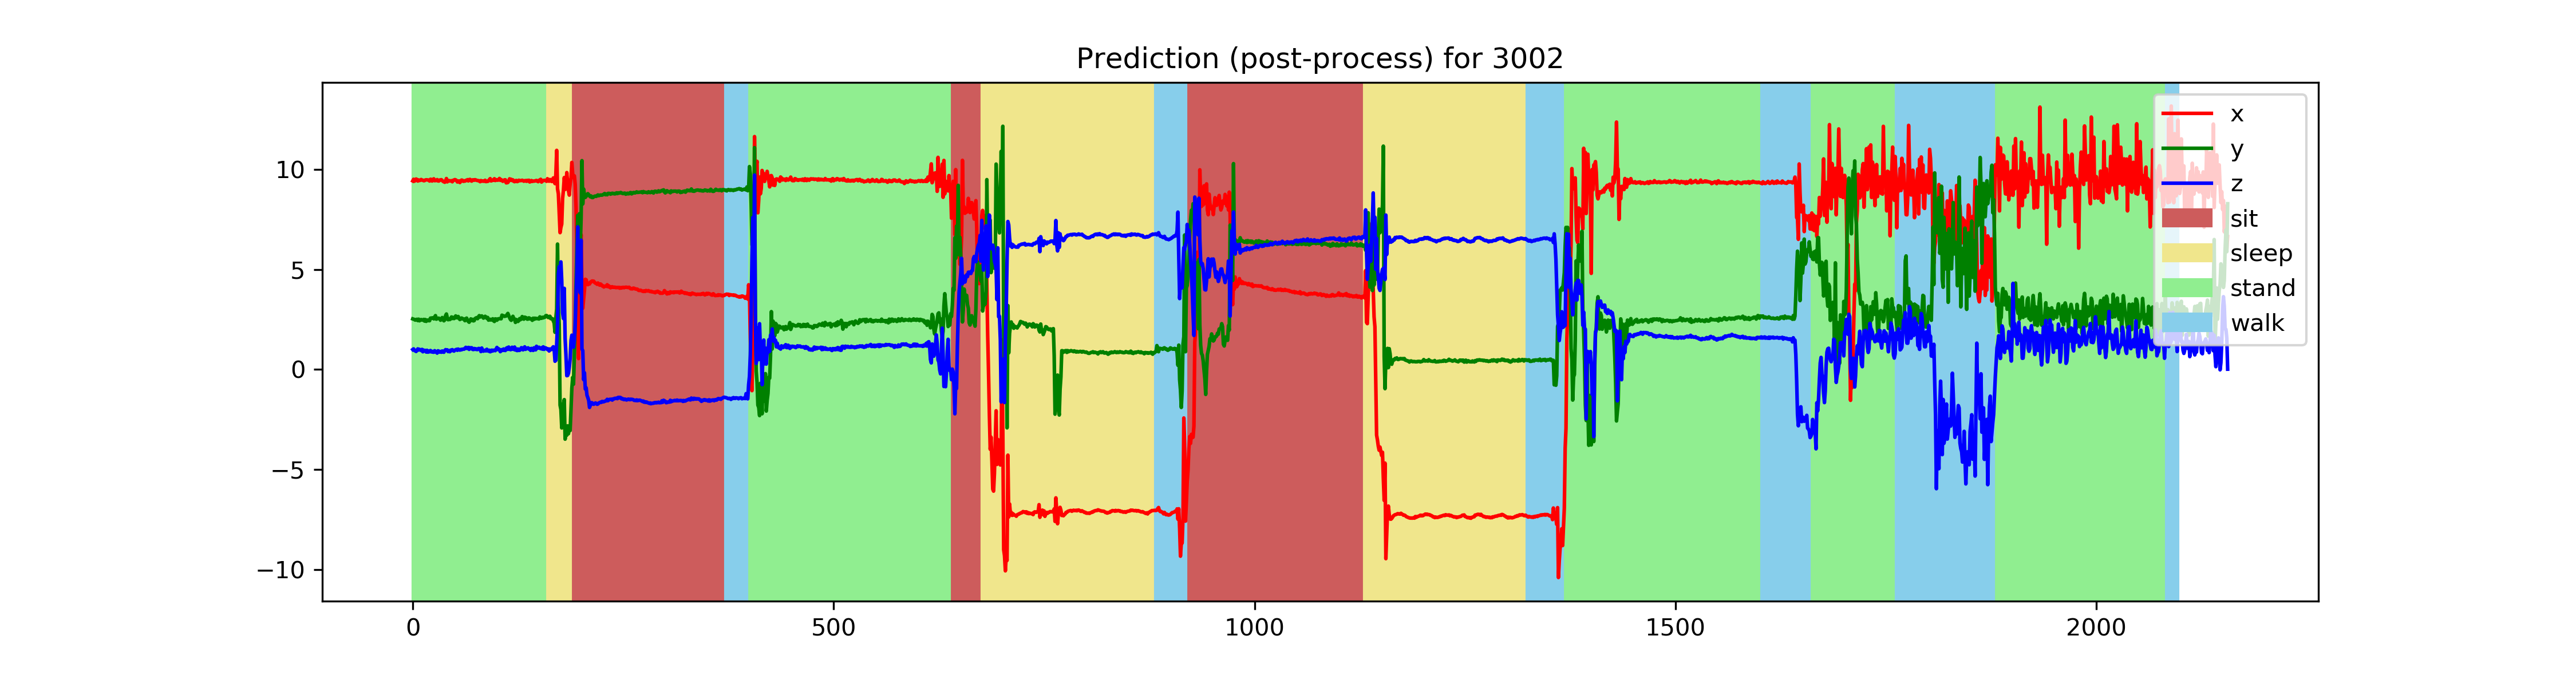 Prediction (post-process) for 3002
10
5
0
−5
−10
0
500
1000
1500
2000
x
y
z
sit
sleep
stand
walk